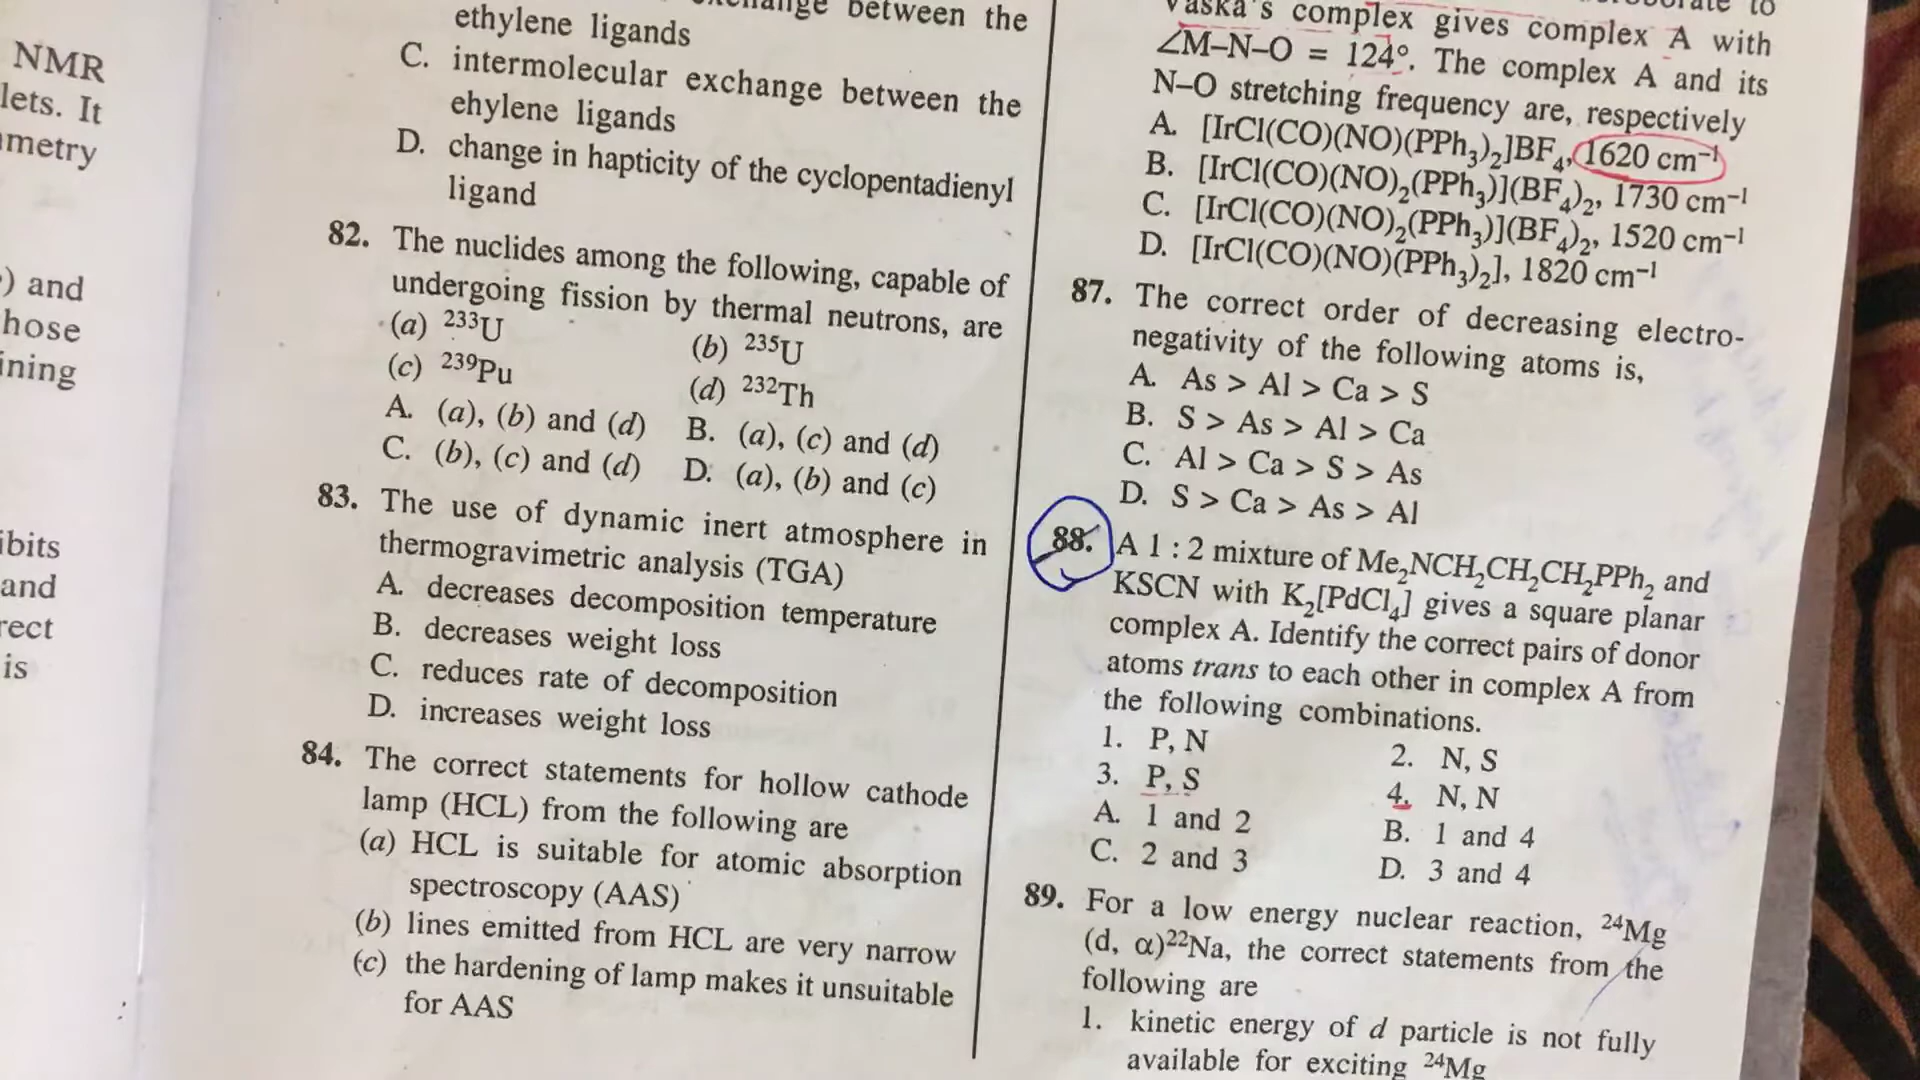 NMR
lets. It
metry
) and
hose
ining
ibits
and
rect
is
between the
ethylene ligands
C. intermolecular exchange between the
ehylene ligands
D. change in hapticity of the cyclopentadienyl
ligand
82. The nuclides among the following, capable of
undergoing fission by thermal neutrons, are
(a) ²³³U (b) ²³⁵U
(c) ²³⁹Pu (d) ²³²Th
A. (a), (b) and (d) B. (a), (c) and (d)
C. (b), (c) and (d) D. (a), (b) and (c)
83. The use of dynamic inert atmosphere in
thermogravimetric analysis (TGA)
A. decreases decomposition temperature
B. decreases weight loss
C. reduces rate of decomposition
D. increases weight loss
84. The correct statements for hollow cathode
lamp (HCL) from the following are
(a) HCL is suitable for atomic absorption
spectroscopy (AAS)
(b) lines emitted from HCL are very narrow
(c) the hardening of lamp makes it unsuitable
for AAS
to
Vaska's complex gives complex A with
∠M–N–O = 124°. The complex A and its
N–O stretching frequency are, respectively
A. [IrCl(CO)(NO)(PPh₃)₂]BF₄, 1620 cm⁻¹
B. [IrCl(CO)(NO)₂(PPh₃)](BF₄)₂, 1730 cm⁻¹
C. [IrCl(CO)(NO)₂(PPh₃)](BF₄)₂, 1520 cm⁻¹
D. [IrCl(CO)(NO)(PPh₃)₂], 1820 cm⁻¹
87. The correct order of decreasing electro-
negativity of the following atoms is,
A. As > Al > Ca > S
B. S > As > Al > Ca
C. Al > Ca > S > As
D. S > Ca > As > Al
88. A 1 : 2 mixture of Me₂NCH₂CH₂CH₂PPh₂ and
KSCN with K₂[PdCl₄] gives a square planar
complex A. Identify the correct pairs of donor
atoms trans to each other in complex A from
the following combinations.
1. P, N 2. N, S
3. P, S 4. N, N
A. 1 and 2 B. 1 and 4
C. 2 and 3 D. 3 and 4
89. For a low energy nuclear reaction, ²⁴Mg
(d, α)²²Na, the correct statements from the
following are
1. kinetic energy of d particle is not fully
available for exciting ²⁴Mg